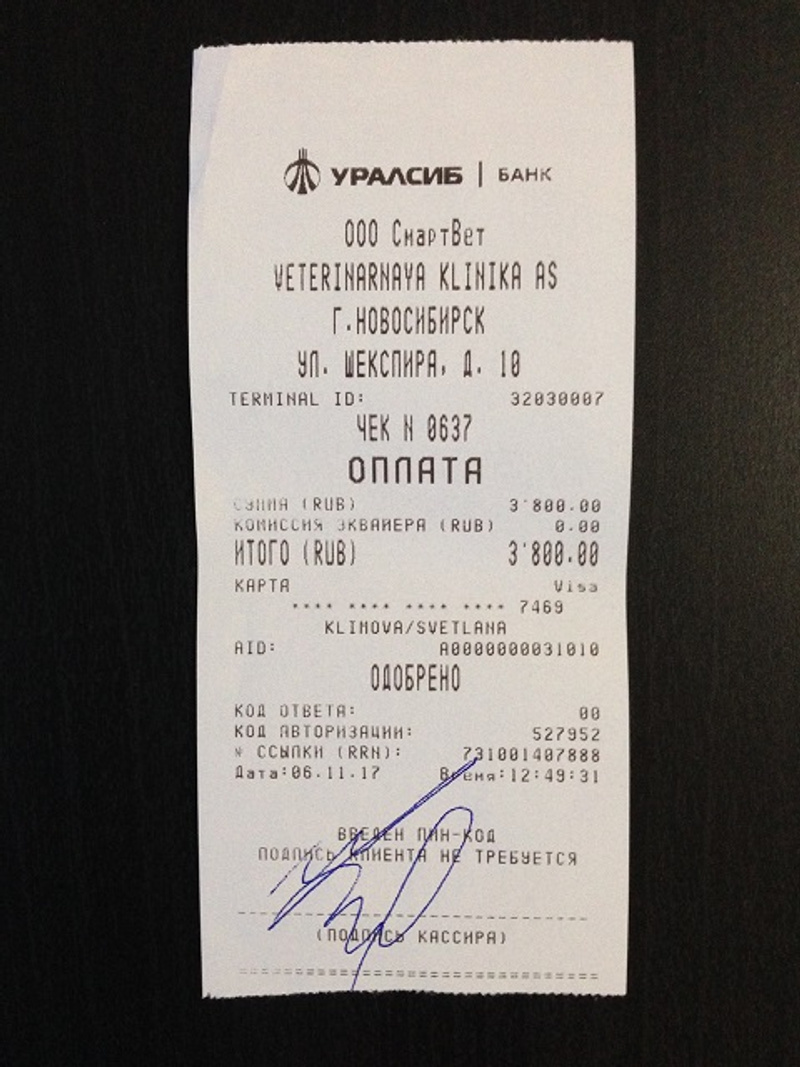 УРАЛСИБ | БАНК
ООО СмартВет
VETERINARNAYA KLINIKA AS
Г.НОВОСИБИРСК
УЛ. ШЕКСПИРА, Д. 10
TERMINAL ID: 32030007
ЧЕК N 0637
ОПЛАТА
СУММА (RUB) 3'800.00
КОМИССИЯ ЭКВАЙЕРА (RUB) 0.00
ИТОГО (RUB) 3'800.00
КАРТА Visa
**** **** **** **** 7469
KLIMOVA/SVETLANA
AID: A0000000031010
ОДОБРЕНО
КОД ОТВЕТА: 00
КОД АВТОРИЗАЦИИ: 527952
№ ССЫЛКИ (RRN): 731001407888
Дата:06.11.17 Время:12:49:31
ВВЕДЕН ПИН-КОД
ПОДПИСЬ КЛИЕНТА НЕ ТРЕБУЕТСЯ
(ПОДПИСЬ КАССИРА)